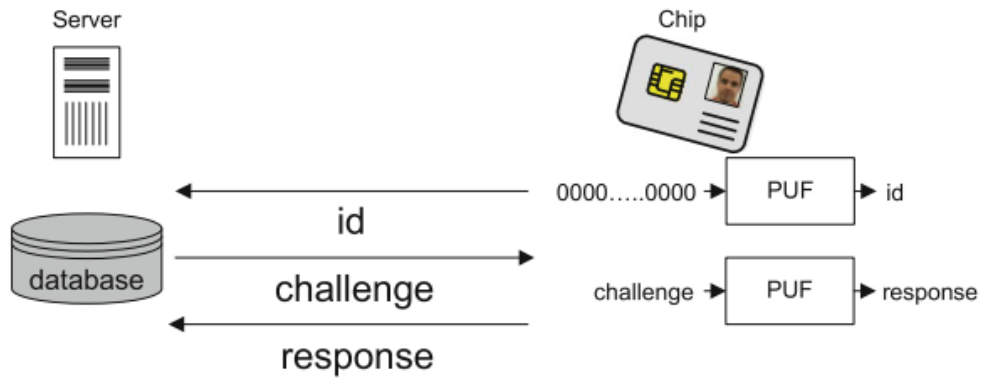 Server
Chip
0000.....0000
PUF
id
id
database
challenge
challenge
PUF
response
response